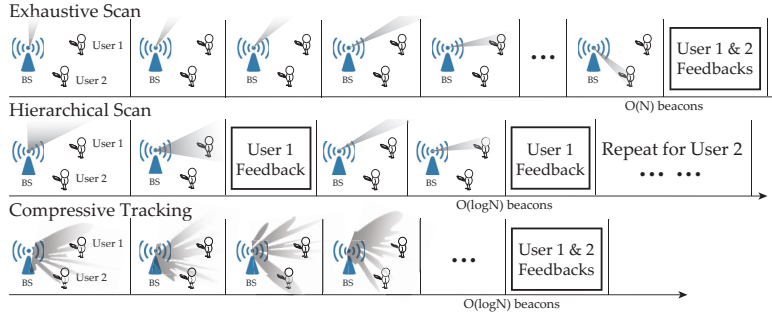 Exhaustive Scan
User 1
User 2
BS
BS
BS
BS
BS
...
BS
User 1 & 2
Feedbacks
O(N) beacons
Hierarchical Scan
User 1
User 2
BS
BS
User 1
Feedback
BS
BS
User 1
Feedback
Repeat for User 2
... ...
O(logN) beacons
Compressive Tracking
User 1
User 2
BS
BS
BS
BS
...
User 1 & 2
Feedbacks
O(logN) beacons